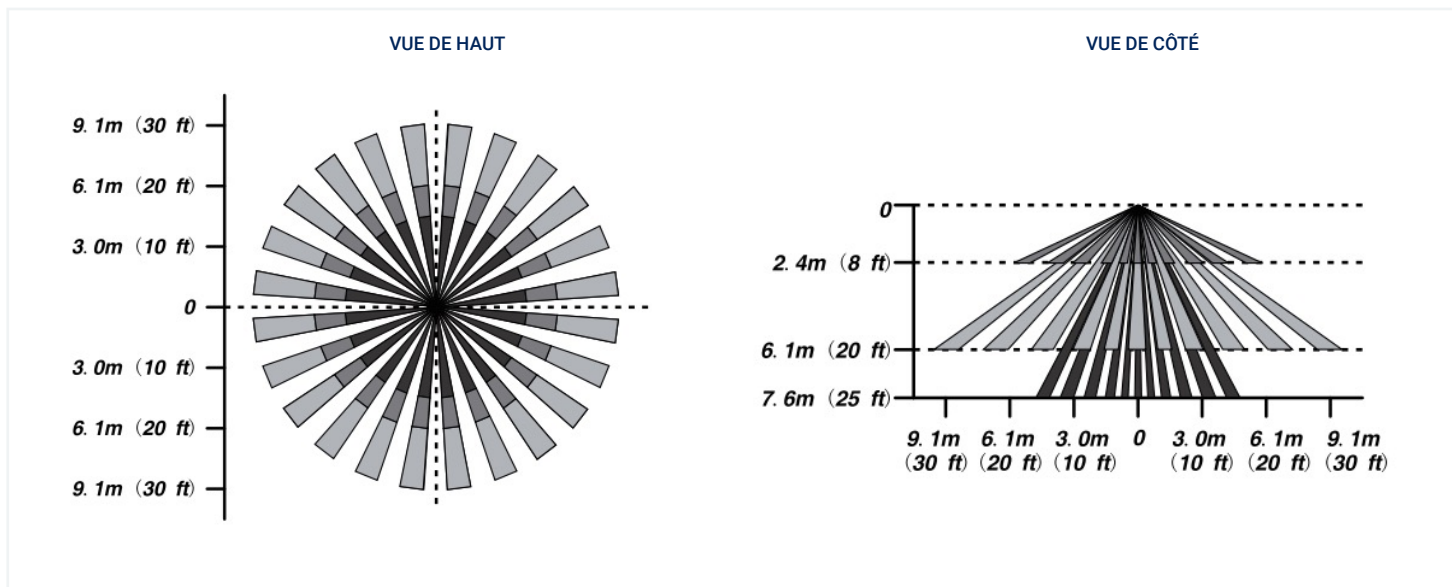 VUE DE HAUT
9. 1m (30 ft)
6. 1m (20 ft)
3. 0m (10 ft)
0
3. 0m (10 ft)
6. 1m (20 ft)
9. 1m (30 ft)
VUE DE CÔTÉ
0
2. 4m (8 ft)
6. 1m (20 ft)
7. 6m (25 ft)
9. 1m 6. 1m 3. 0m 0 3. 0m 6. 1m 9. 1m
(30 ft) (20 ft) (10 ft) (10 ft) (20 ft) (30 ft)